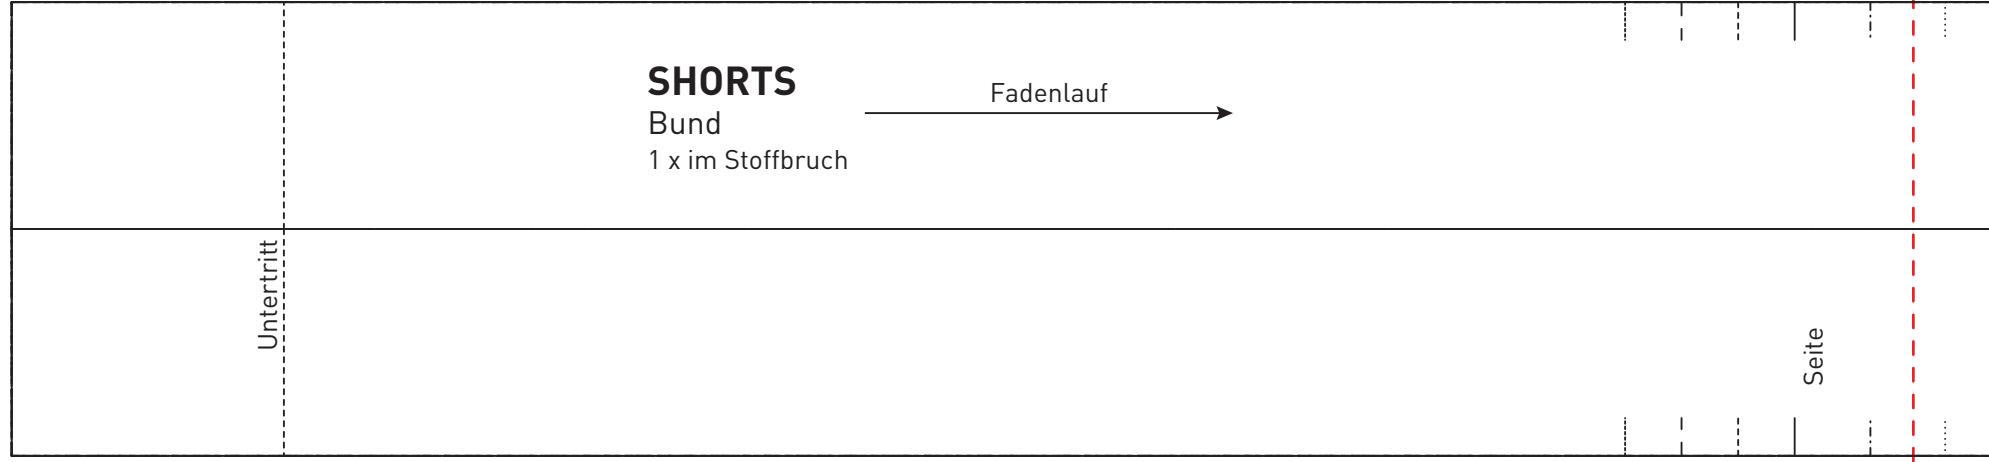 SHORTS
Bund
1 x im Stoffbruch
Fadenlauf
Untertritt
Seite